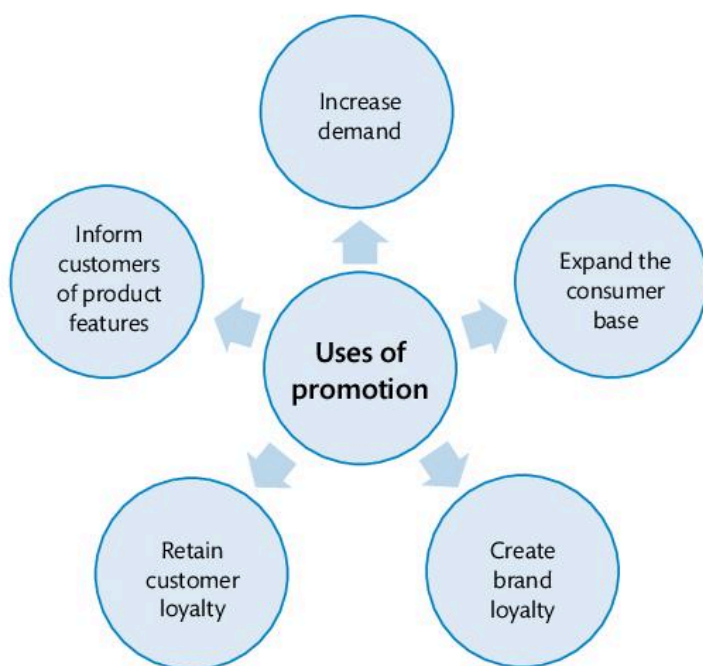 Increase
demand
Inform
customers
of product
features
Expand the
consumer
base
Uses of
promotion
Retain
customer
loyalty
Create
brand
loyalty